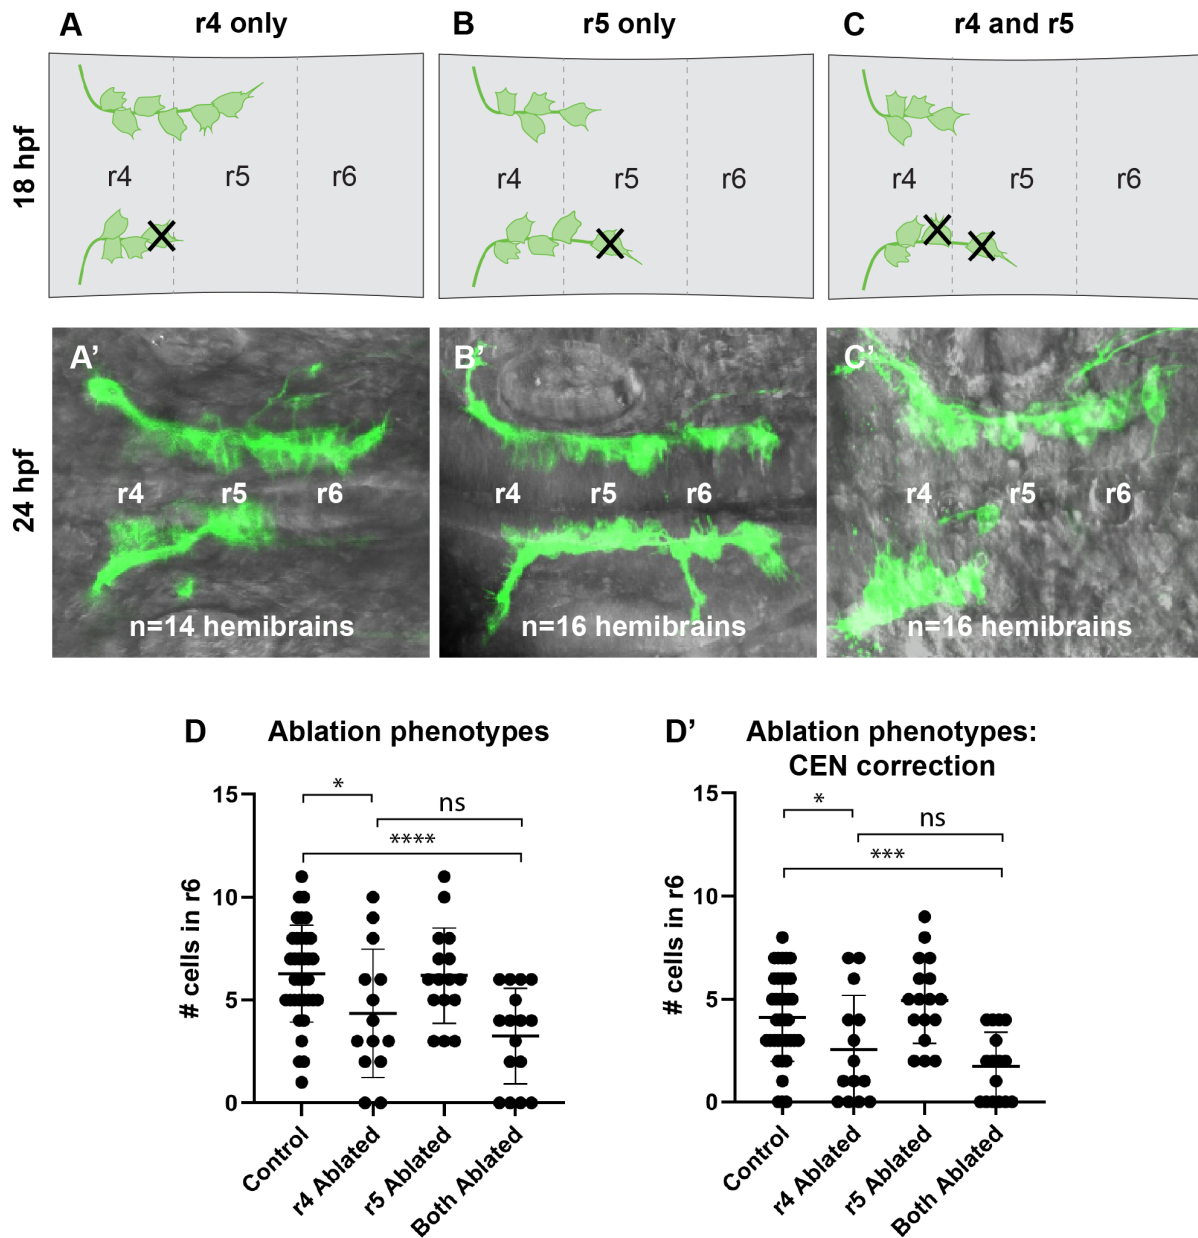 A r4 only B r5 only C r4 and r5
18 hpf
r4 r5 r6 r4 r5 r6 r4 r5 r6
24 hpf
A’ B’ C’
r4 r5 r6 r4 r5 r6 r4 r5 r6
n=14 hemibrains n=16 hemibrains n=16 hemibrains
D Ablation phenotypes
# cells in r6
15
10
5
0
*
ns
****
Control
r4 Ablated
r5 Ablated
Both Ablated
D’ Ablation phenotypes:
CEN correction
# cells in r6
15
10
5
0
*
ns
***
Control
r4 Ablated
r5 Ablated
Both Ablated